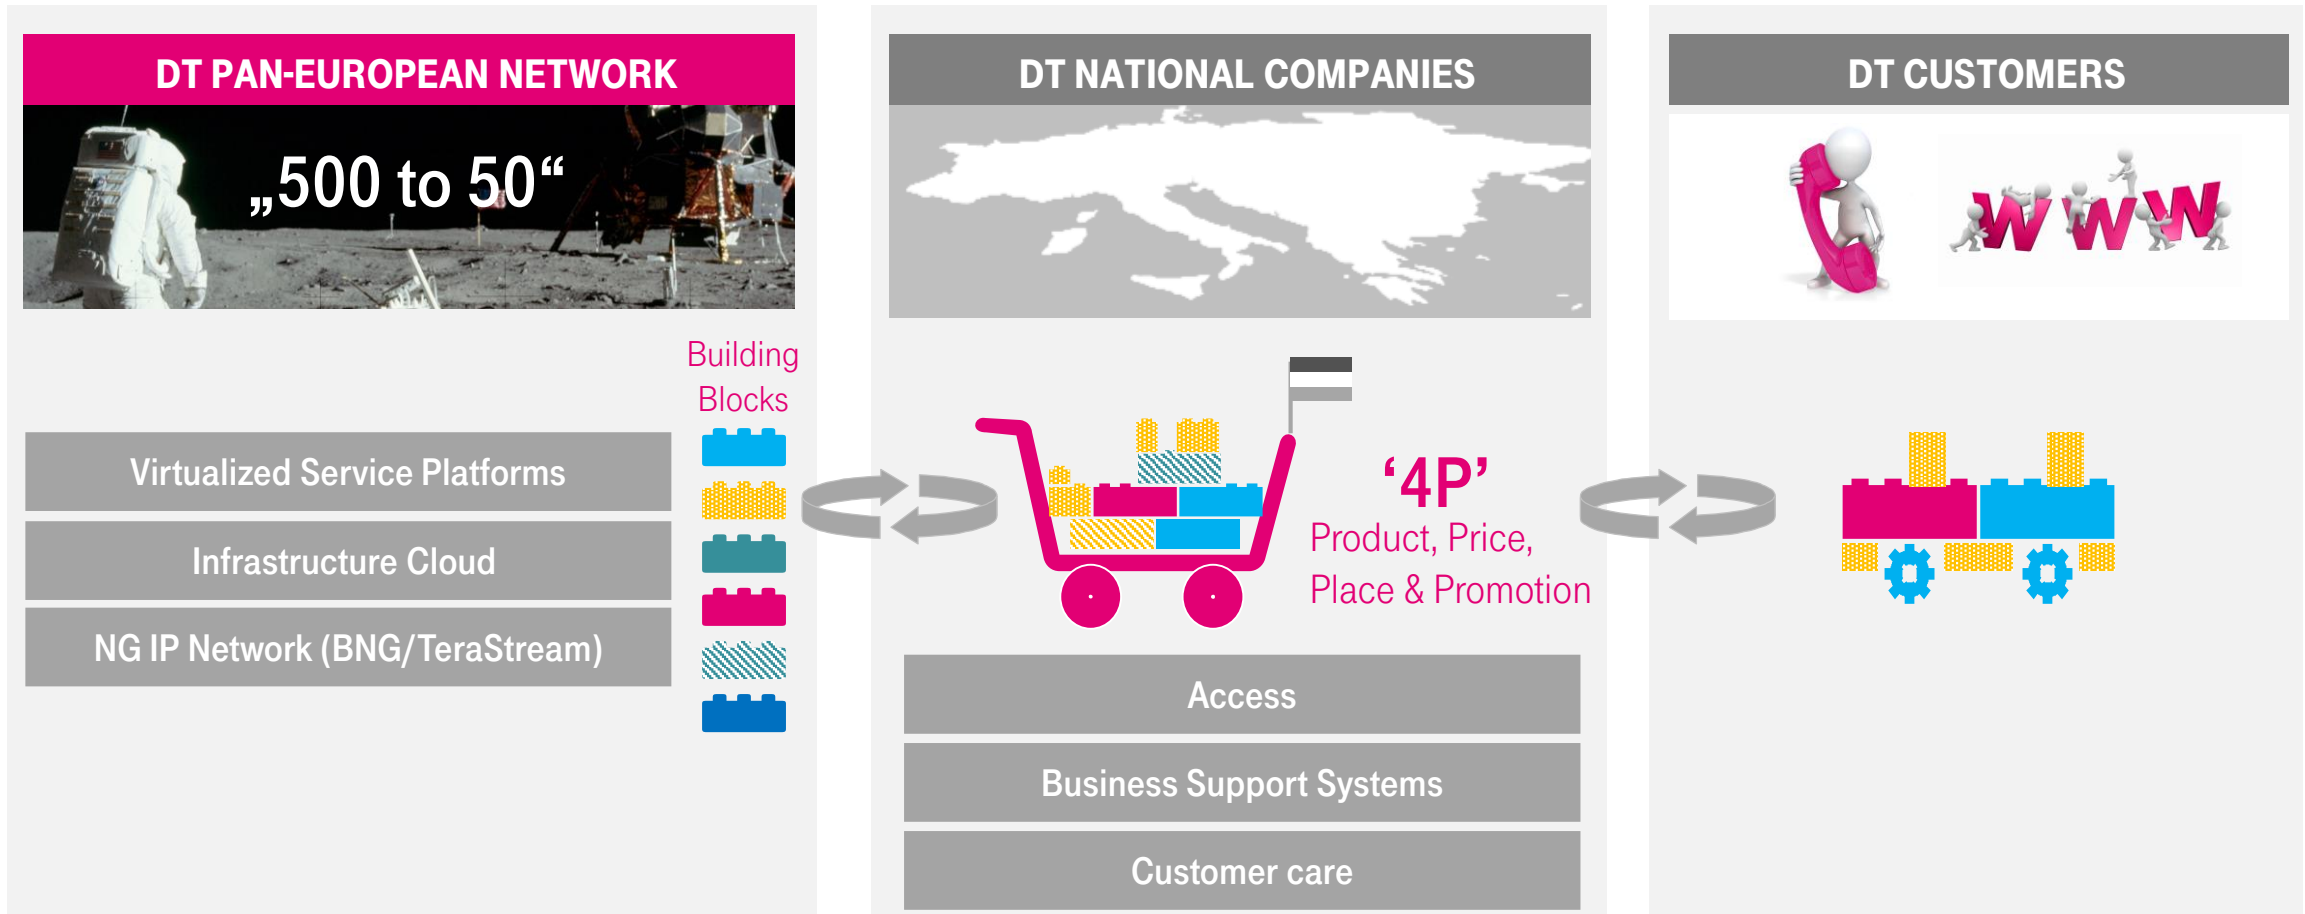 DT PAN-EUROPEAN NETWORK
„500 to 50“
Building
Blocks
Virtualized Service Platforms
Infrastructure Cloud
NG IP Network (BNG/TeraStream)
DT NATIONAL COMPANIES
‘4P’
Product, Price,
Place & Promotion
Access
Business Support Systems
Customer care
DT CUSTOMERS
WWW